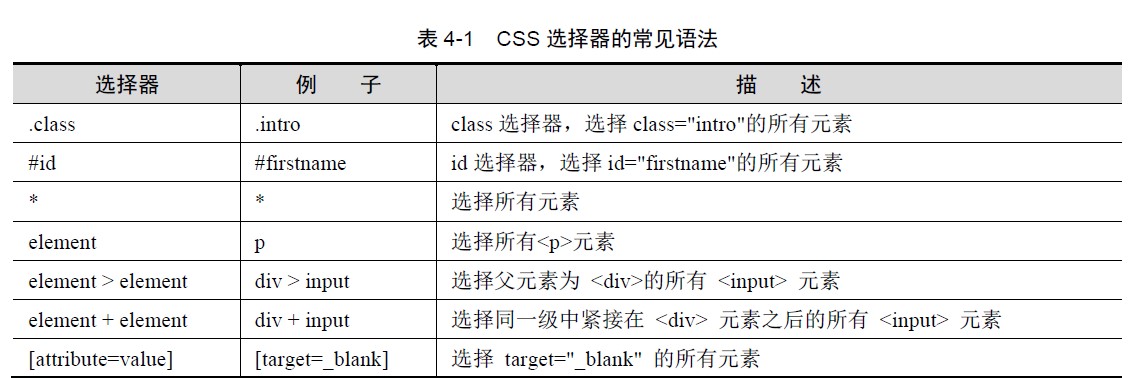 表 4-1 CSS 选择器的常见语法
选择器 例 子 描 述
.class .intro class 选择器，选择 class="intro"的所有元素
#id #firstname id 选择器，选择 id="firstname"的所有元素
* * 选择所有元素
element p 选择所有<p>元素
element > element div > input 选择父元素为 <div>的所有 <input> 元素
element + element div + input 选择同一级中紧接在 <div> 元素之后的所有 <input> 元素
[attribute=value] [target=_blank] 选择 target="_blank" 的所有元素